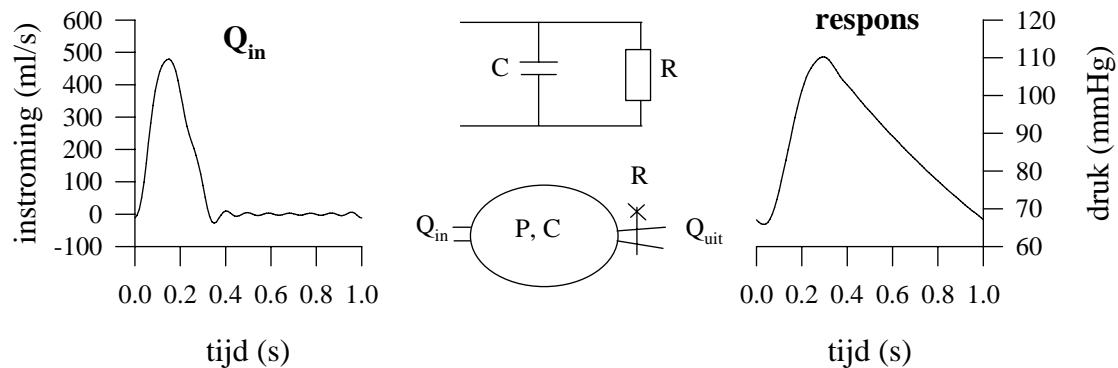 instroming (ml/s)
600
500
400
300
200
100
0
-100
Q_in
0.0 0.2 0.4 0.6 0.8 1.0
tijd (s)
C
R
R
Q_in
P, C
Q_uit
respons
120
110
100
90
80
70
60
druk (mmHg)
0.0 0.2 0.4 0.6 0.8 1.0
tijd (s)